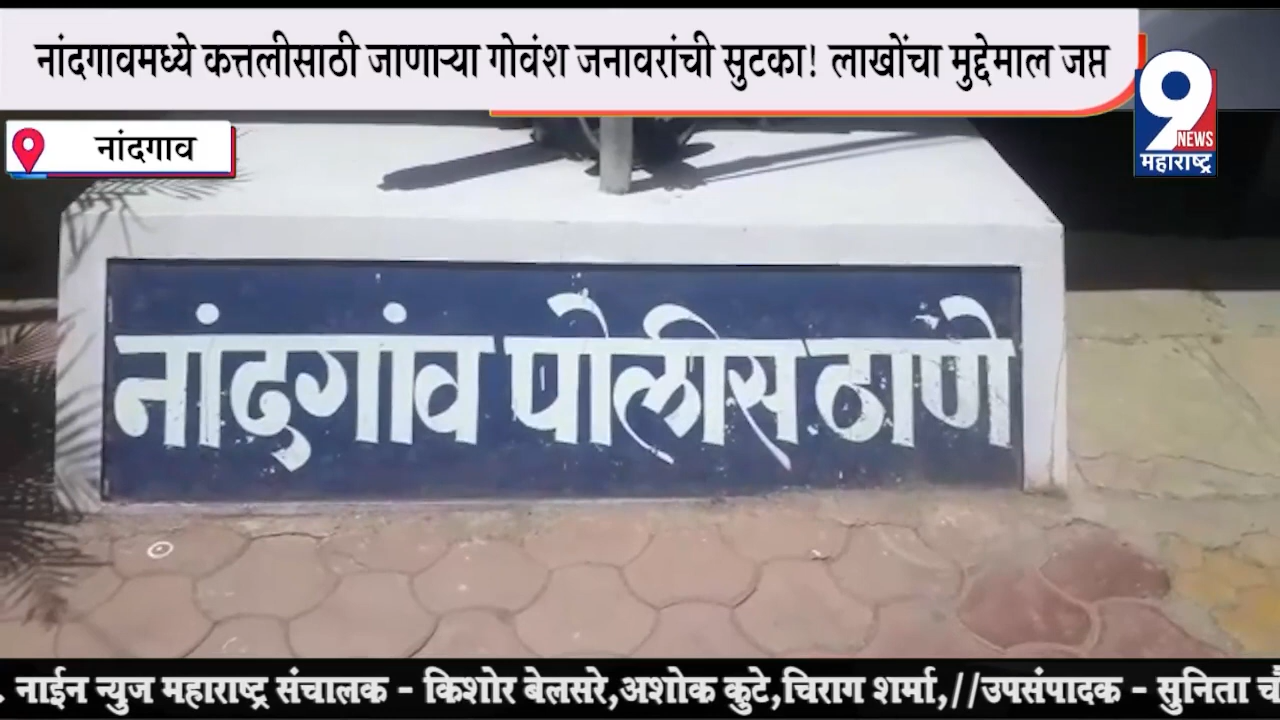 नांदगावमध्ये कत्तलीसाठी जाणाऱ्या गोवंश जनावरांची सुटका! लाखोंचा मुद्देमाल जप्त
9
NEWS
महाराष्ट्र
नांदगाव
नांदगांव पोलीस ठाणे
. नाईन न्युज महाराष्ट्र संचालक - किशोर बेलसरे,अशोक कुटे,चिराग शर्मा,//उपसंपादक - सुनिता